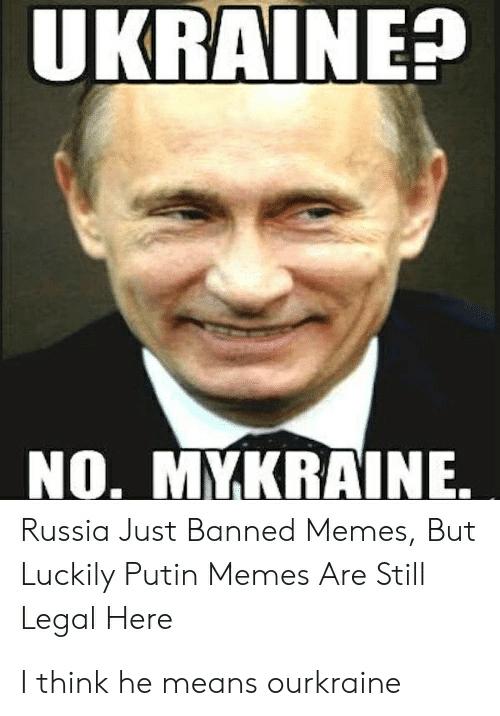 UKRAINE?
NO. MYKRAINE.
Russia Just Banned Memes, But
Luckily Putin Memes Are Still
Legal Here
I think he means ourkraine